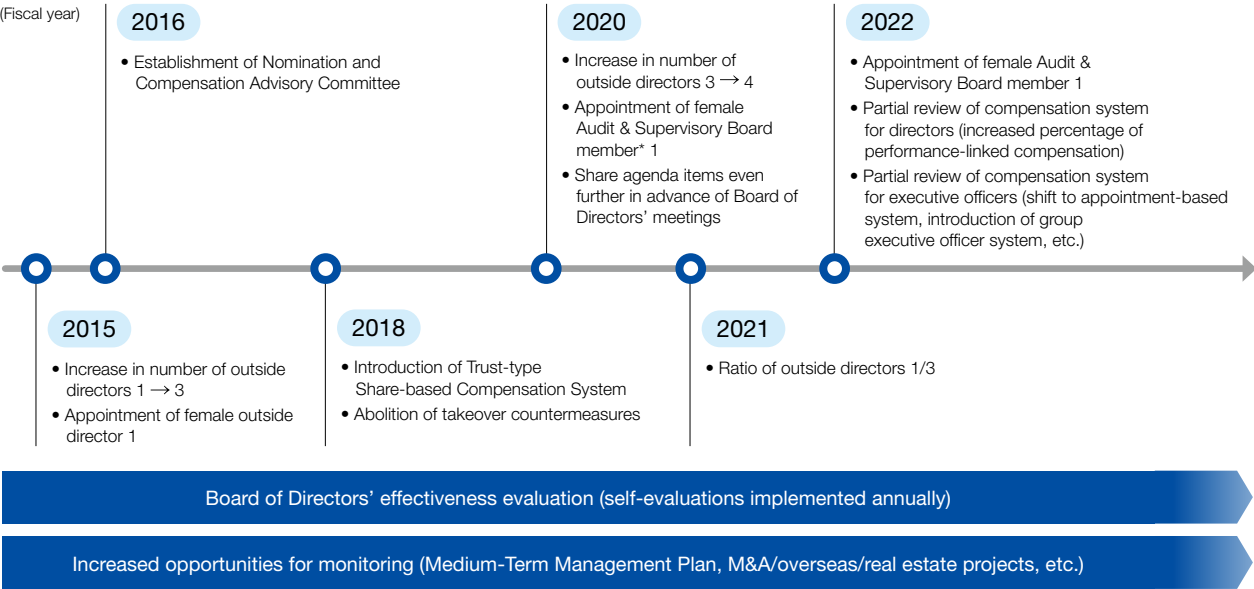 (Fiscal year)
2016
• Establishment of Nomination and
Compensation Advisory Committee
2020
• Increase in number of
outside directors 3 → 4
• Appointment of female
Audit & Supervisory Board
member* 1
• Share agenda items even
further in advance of Board of
Directors’ meetings
2022
• Appointment of female Audit &
Supervisory Board member 1
• Partial review of compensation system
for directors (increased percentage of
performance-linked compensation)
• Partial review of compensation system
for executive officers (shift to appointment-based
system, introduction of group
executive officer system, etc.)
2015
• Increase in number of outside
directors 1 → 3
• Appointment of female outside
director 1
2018
• Introduction of Trust-type
Share-based Compensation System
• Abolition of takeover countermeasures
2021
• Ratio of outside directors 1/3
Board of Directors’ effectiveness evaluation (self-evaluations implemented annually)
Increased opportunities for monitoring (Medium-Term Management Plan, M&A/overseas/real estate projects, etc.)